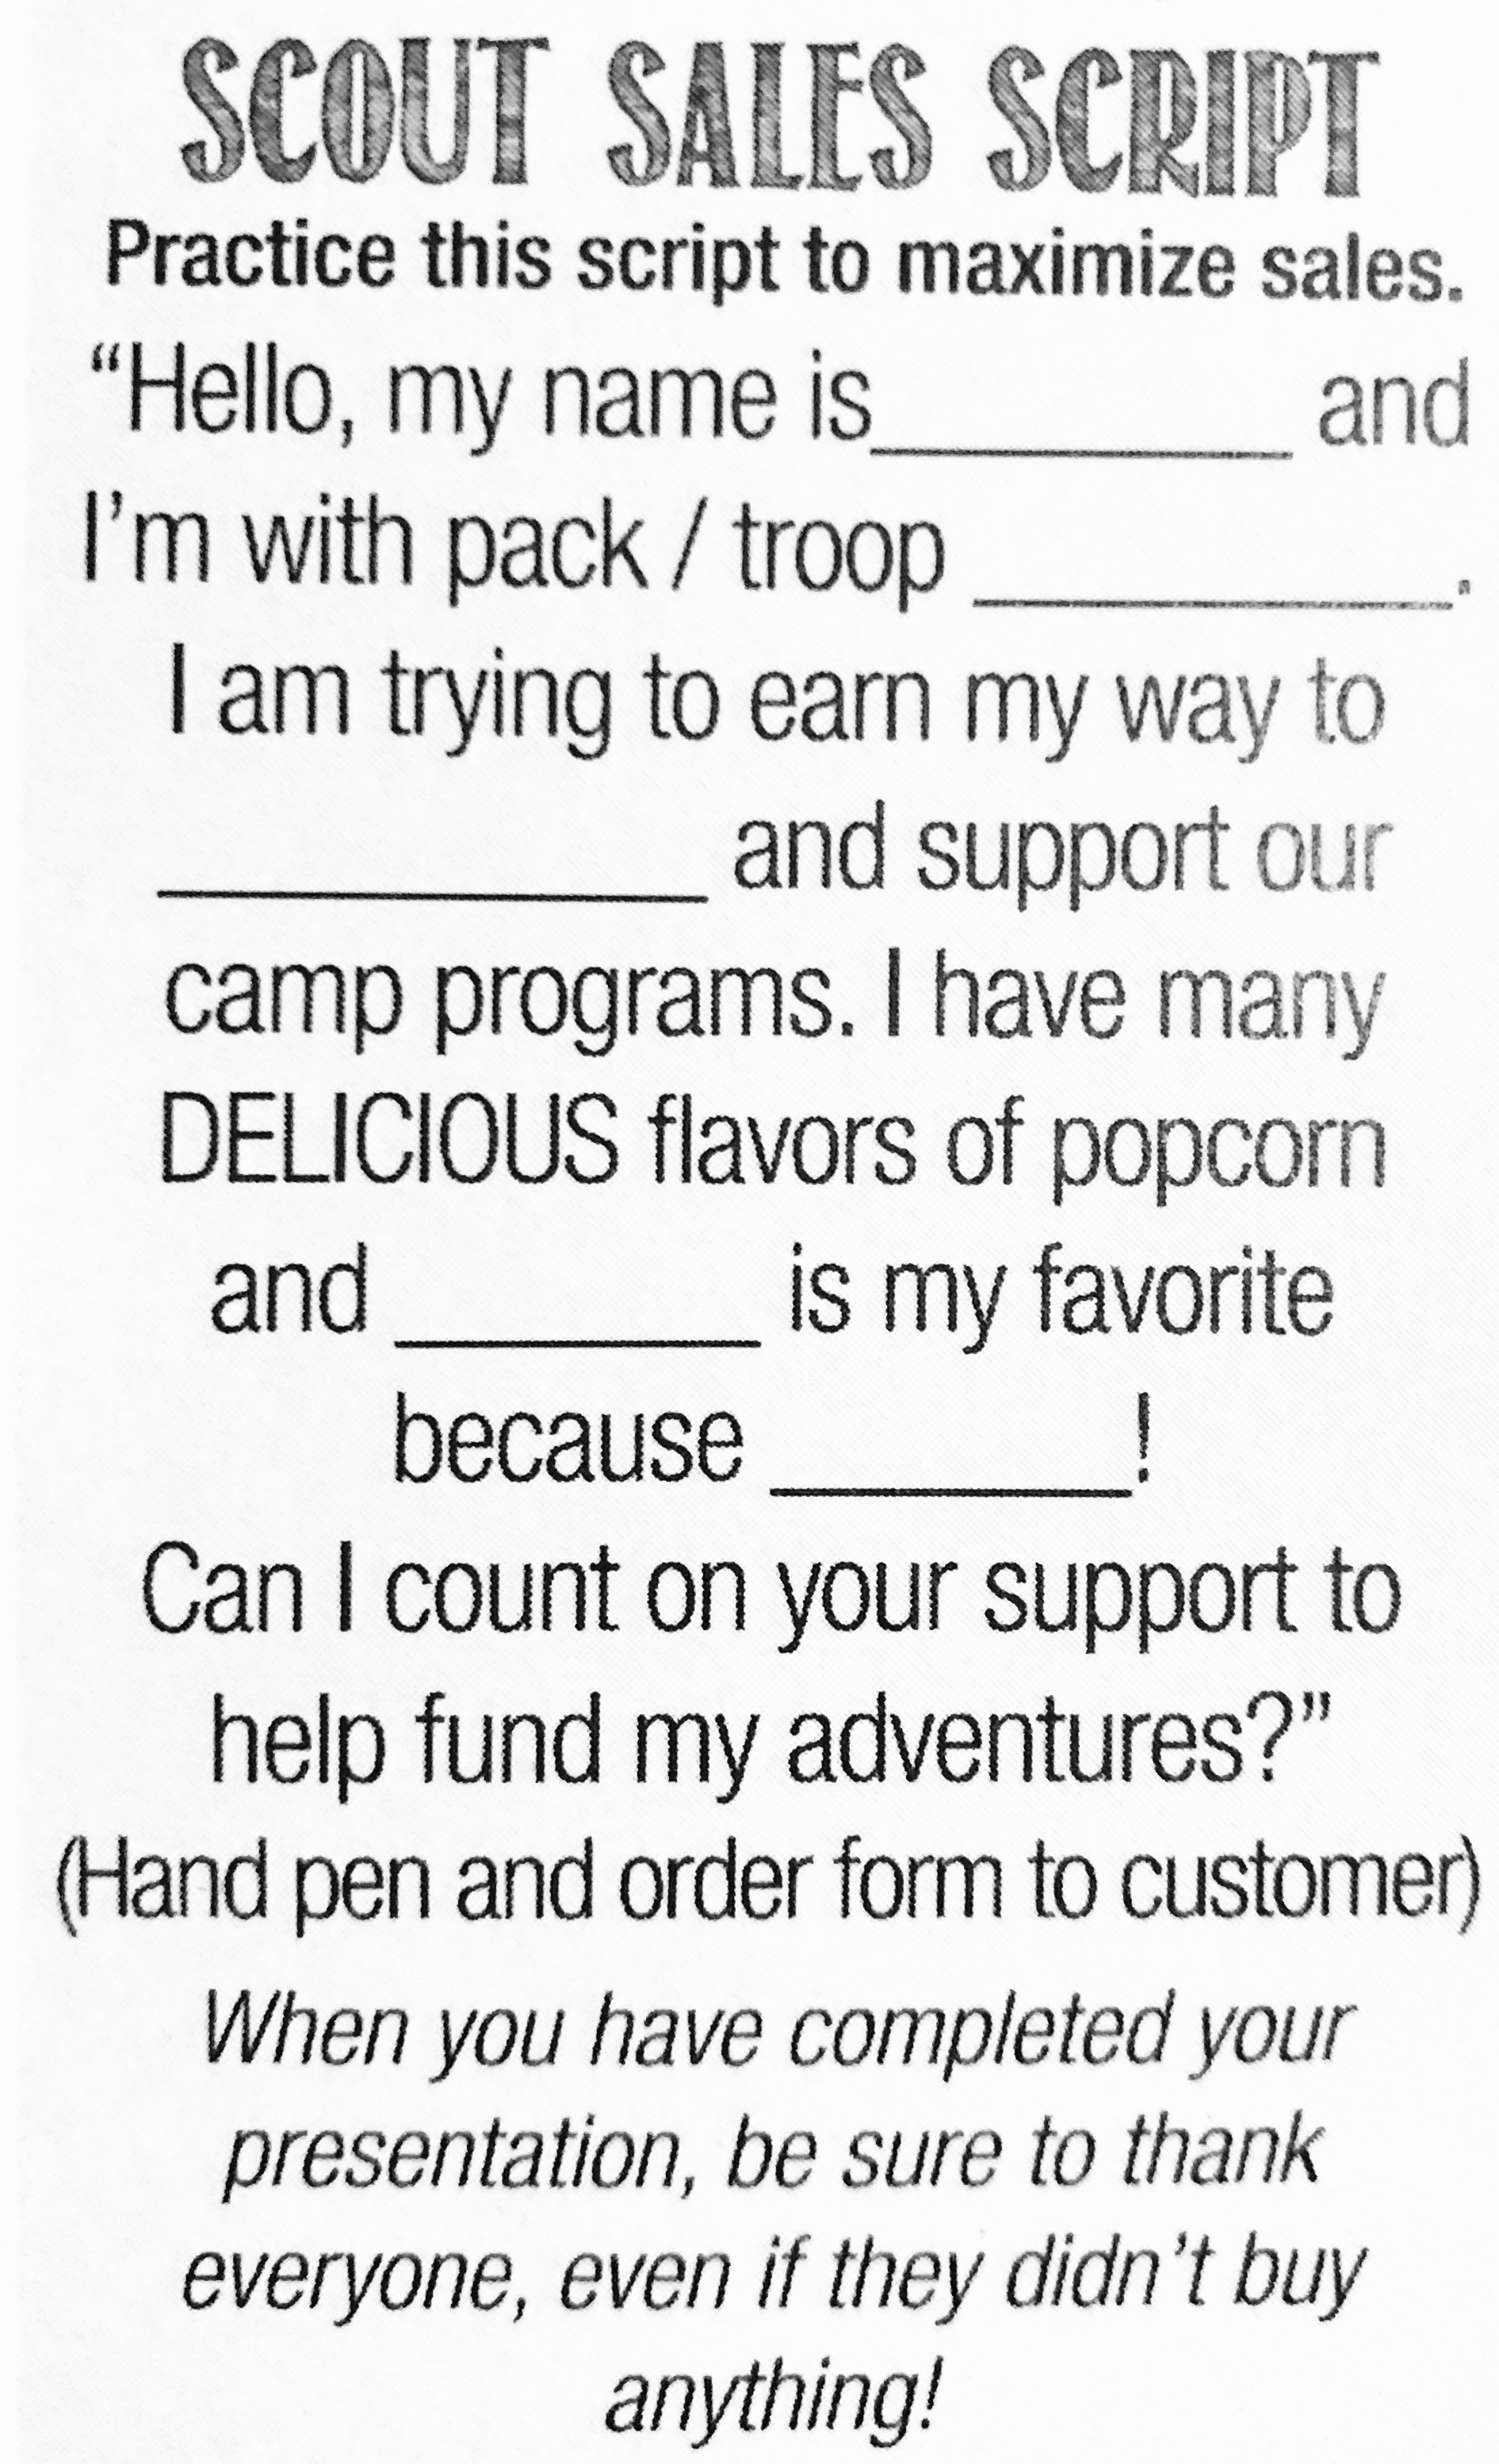 SCOUT SALES SCRIPT
Practice this script to maximize sales.
“Hello, my name is_________ and
I’m with pack / troop __________.
I am trying to earn my way to
____________ and support our
camp programs. I have many
DELICIOUS flavors of popcorn
and ________ is my favorite
because ________!
Can I count on your support to
help fund my adventures?”
(Hand pen and order form to customer)
When you have completed your
presentation, be sure to thank
everyone, even if they didn’t buy
anything!